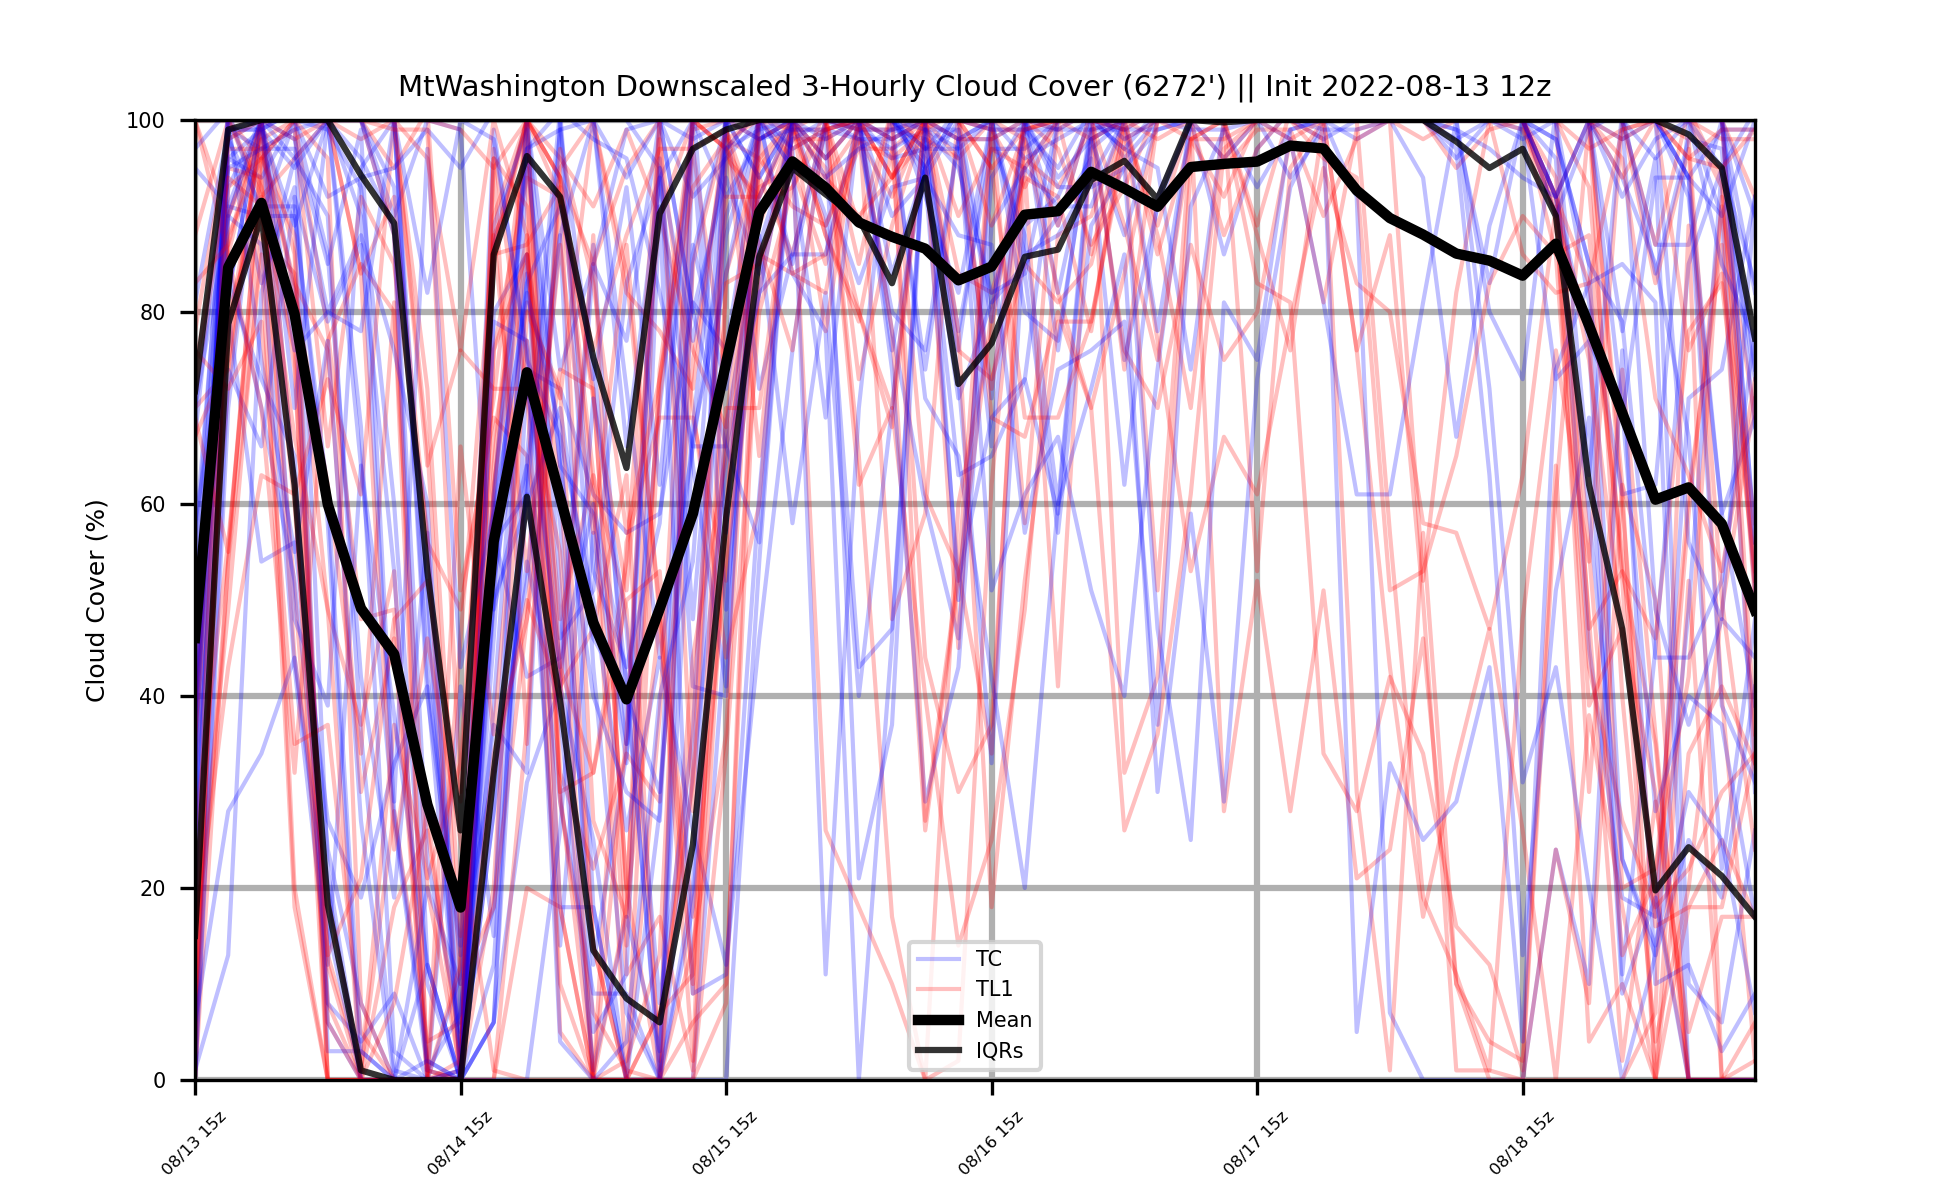 MtWashington Downscaled 3-Hourly Cloud Cover (6272') || Init 2022-08-13 12z
100
80
60
40
20
0
Cloud Cover (%)
TC
TL1
Mean
IQRs
08/13 15z
08/14 15z
08/15 15z
08/16 15z
08/17 15z
08/18 15z